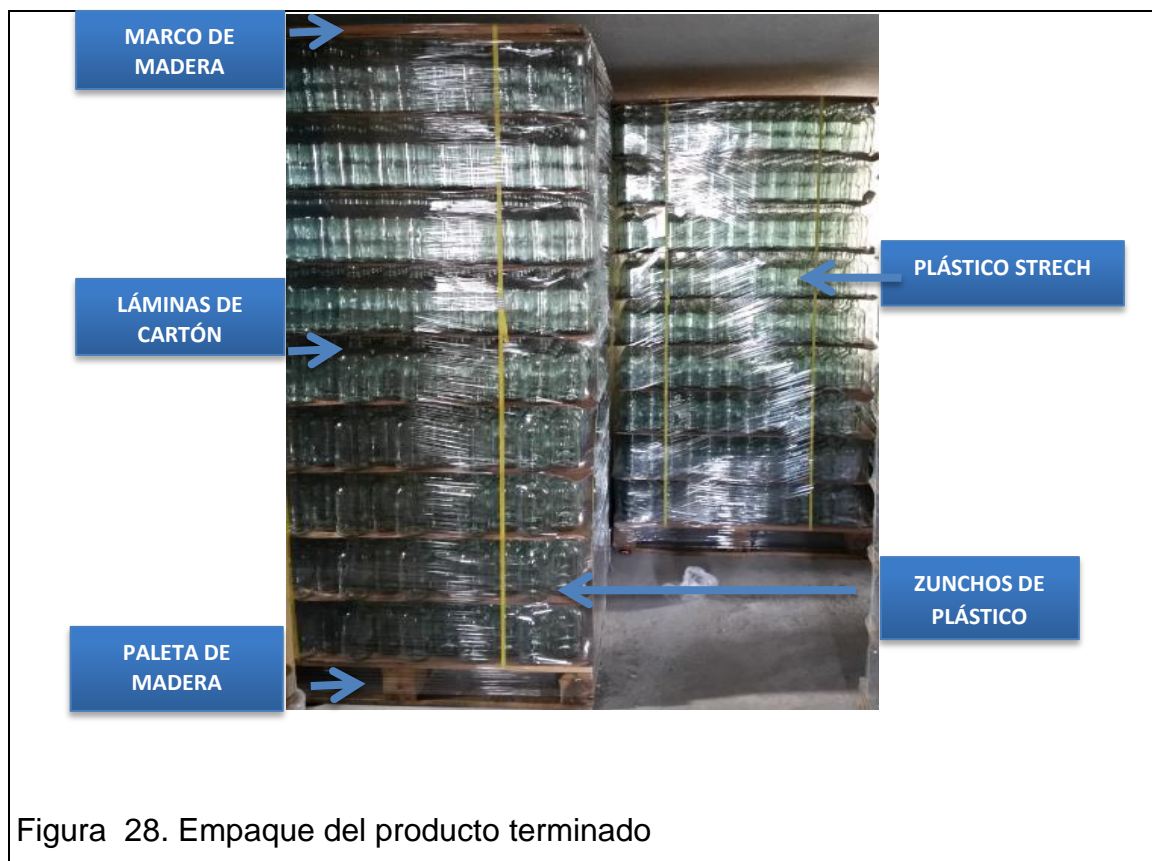 MARCO DE
MADERA
LÁMINAS DE
CARTÓN
PLÁSTICO STRECH
ZUNCHOS DE
PLÁSTICO
PALETA DE
MADERA
Figura 28. Empaque del producto terminado